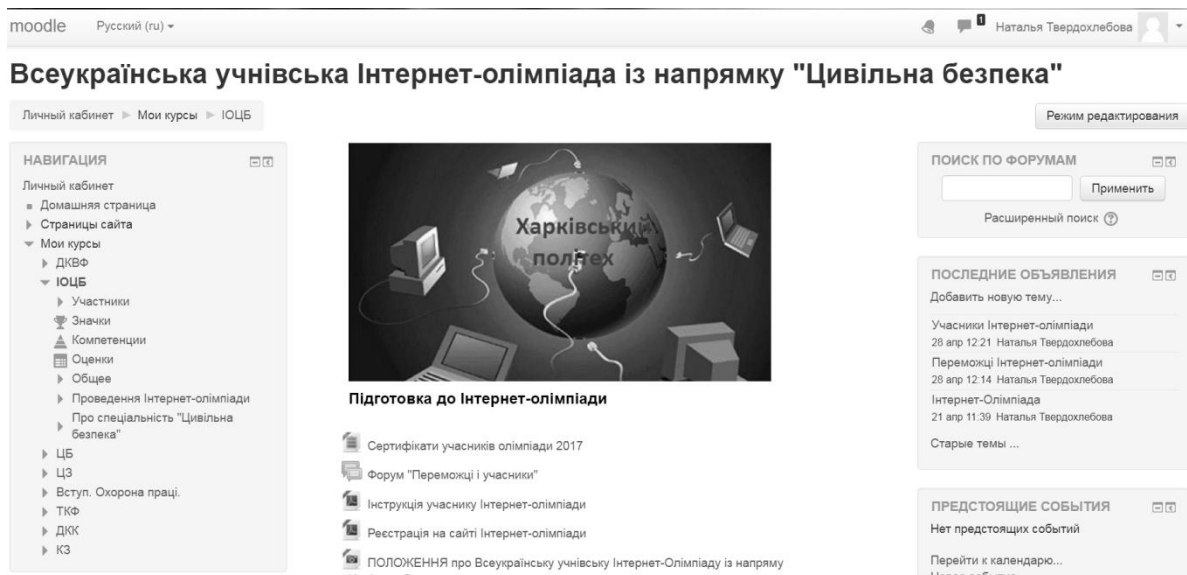 moodle Русский (ru)
1 Наталья Твердохлебова
Всеукраїнська учнівська Інтернет-олімпіада із напрямку "Цивільна безпека"
Личный кабинет Мои курсы ІОЦБ
Режим редактирования
НАВИГАЦИЯ
Личный кабинет
Домашняя страница
Страницы сайта
Мои курсы
ДКВФ
ІОЦБ
Участники
Значки
Компетенции
Оценки
Общее
Проведення Інтернет-олімпіади
Про спеціальність "Цивільна
безпека"
ЦБ
ЦЗ
Вступ. Охорона праці.
ТКФ
ДКК
КЗ
Харківський
політех
Підготовка до Інтернет-олімпіади
Сертифікати учасників олімпіади 2017
Форум "Переможці і учасники"
Інструкція учаснику Інтернет-олімпіади
Реєстрація на сайті Інтернет-олімпіади
ПОЛОЖЕННЯ про Всеукраїнську учнівську Інтернет-Олімпіаду із напряму
ПОИСК ПО ФОРУМАМ
Применить
Расширенный поиск ?
ПОСЛЕДНИЕ ОБЪЯВЛЕНИЯ
Добавить новую тему...
Учасники Інтернет-олімпіади
28 апр 12:21 Наталья Твердохлебова
Переможці Інтернет-олімпіади
28 апр 12:14 Наталья Твердохлебова
Інтернет-Олімпіада
21 апр 11:39 Наталья Твердохлебова
Старые темы ...
ПРЕДСТОЯЩИЕ СОБЫТИЯ
Нет предстоящих событий
Перейти к календарю...